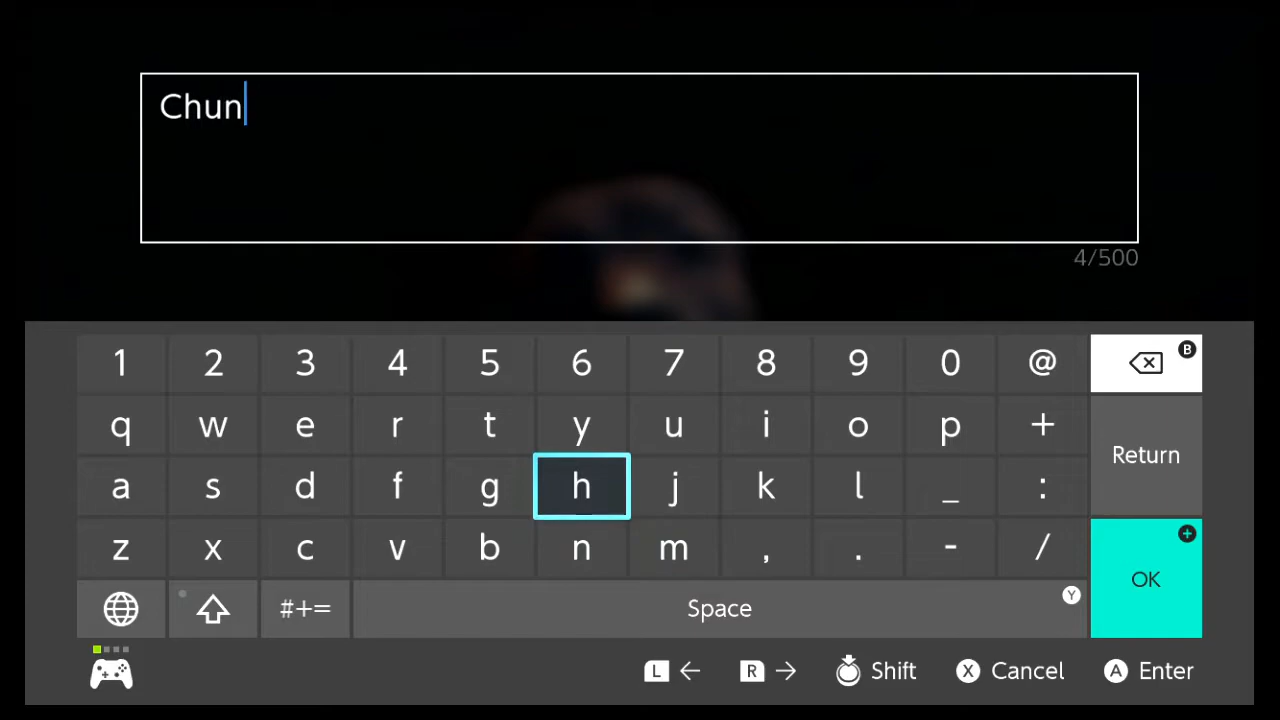 Chun
4/500
1 2 3 4 5 6 7 8 9 0 @ B
q w e r t y u i o p +
Return
a s d f g h j k l _ :
z x c v b n m , . - / +
OK
#+= Space Y
L ← R → Shift X Cancel A Enter